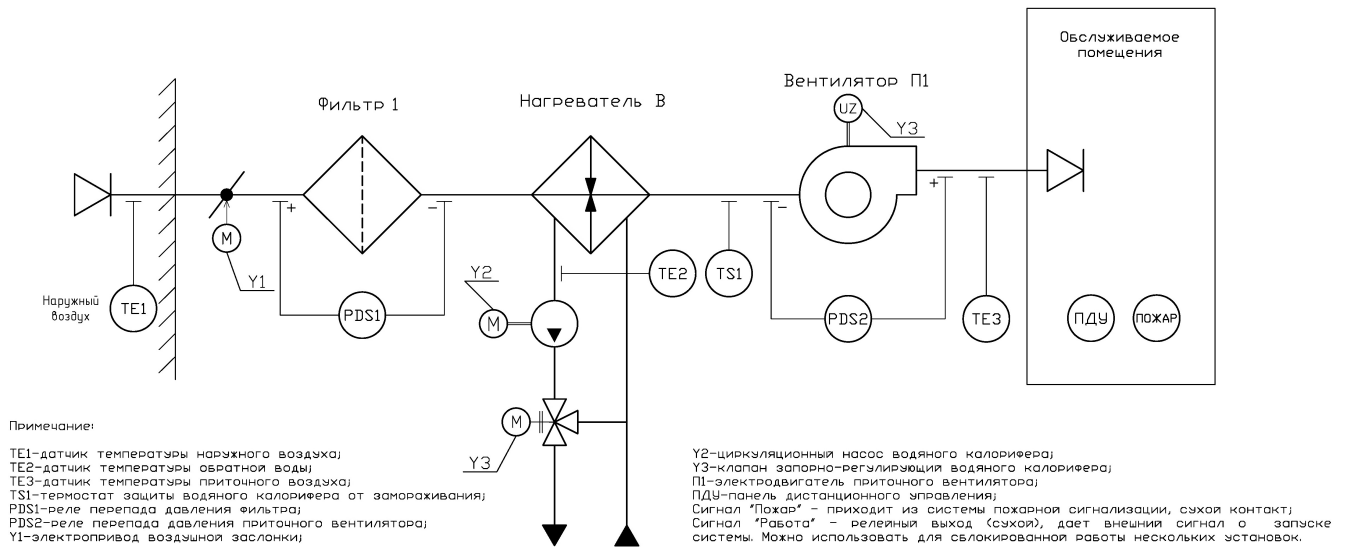 Обслуживаемое
помещения
Вентилятор П1
Фильтр 1
Нагреватель В
UZ
Y3
+
−
−
+
M
Y1
Y2
TE2
TS1
Наружный
воздух
TE1
PDS1
M
PDS2
TE3
ПДУ
ПОЖАР
M
Y3
Примечание:
TE1-датчик температуры наружного воздуха;
TE2-датчик температуры обратной воды;
TE3-датчик температуры приточного воздуха;
TS1-термостат защиты водяного калорифера от замораживания;
PDS1-реле перепада давления фильтра;
PDS2-реле перепада давления приточного вентилятора;
Y1-электропривод воздушной заслонки;
Y2-циркуляционный насос водяного калорифера;
Y3-клапан запорно-регулирующий водяного калорифера;
П1-электродвигатель приточного вентилятора;
ПДУ-панель дистанционного управления;
Сигнал "Пожар" - приходит из системы пожарной сигнализации, сухой контакт;
Сигнал "Работа" - релейный выход (сухой), дает внешний сигнал о запуске
системы. Можно использовать для сблокированной работы нескольких установок.